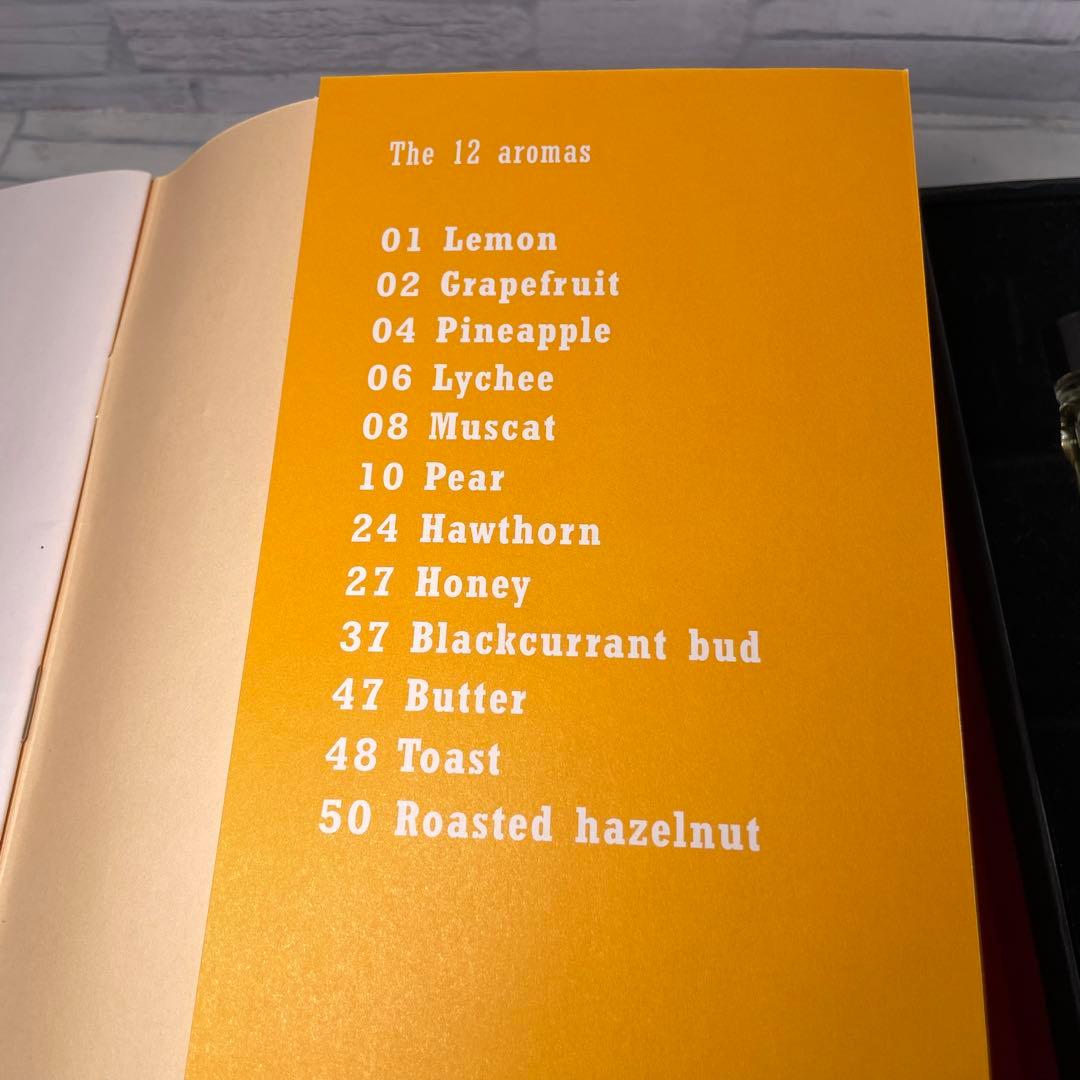 The 12 aromas
01 Lemon
02 Grapefruit
04 Pineapple
06 Lychee
08 Muscat
10 Pear
24 Hawthorn
27 Honey
37 Blackcurrant bud
47 Butter
48 Toast
50 Roasted hazelnut